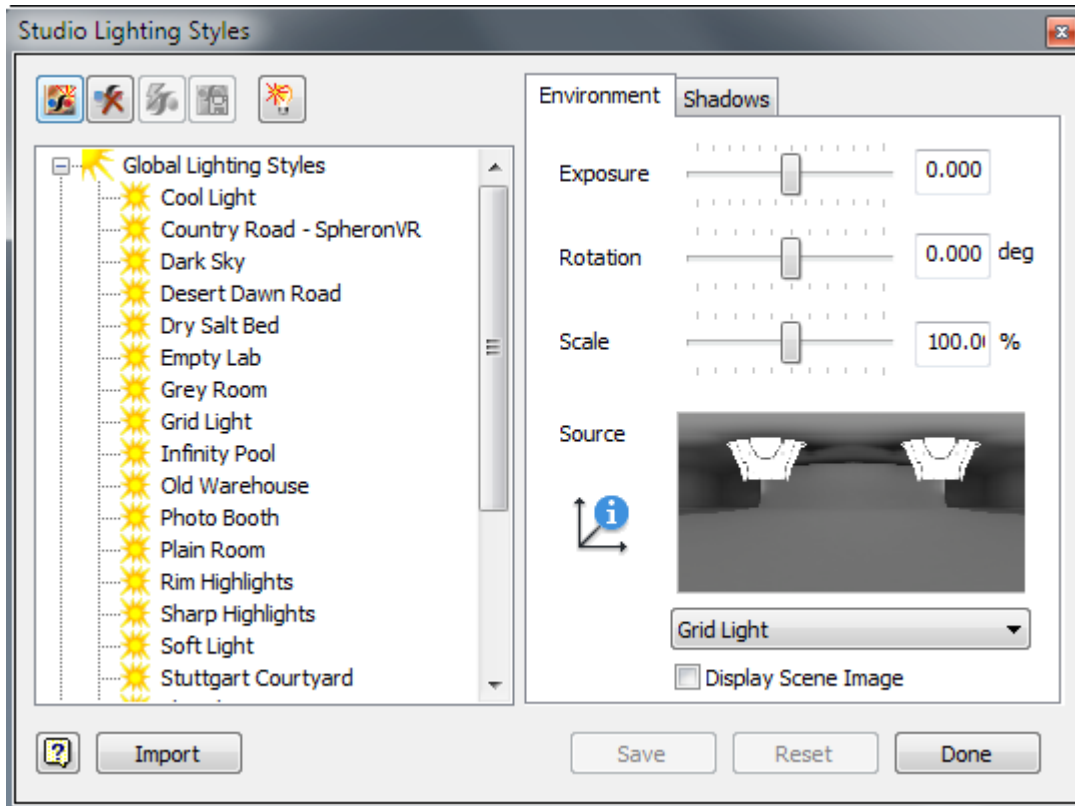 Studio Lighting Styles
Global Lighting Styles
Cool Light
Country Road - SpheronVR
Dark Sky
Desert Dawn Road
Dry Salt Bed
Empty Lab
Grey Room
Grid Light
Infinity Pool
Old Warehouse
Photo Booth
Plain Room
Rim Highlights
Sharp Highlights
Soft Light
Stuttgart Courtyard
Import
Environment
Shadows
Exposure 0.000
Rotation 0.000 deg
Scale 100.0 %
Source
Grid Light
Display Scene Image
Save
Reset
Done